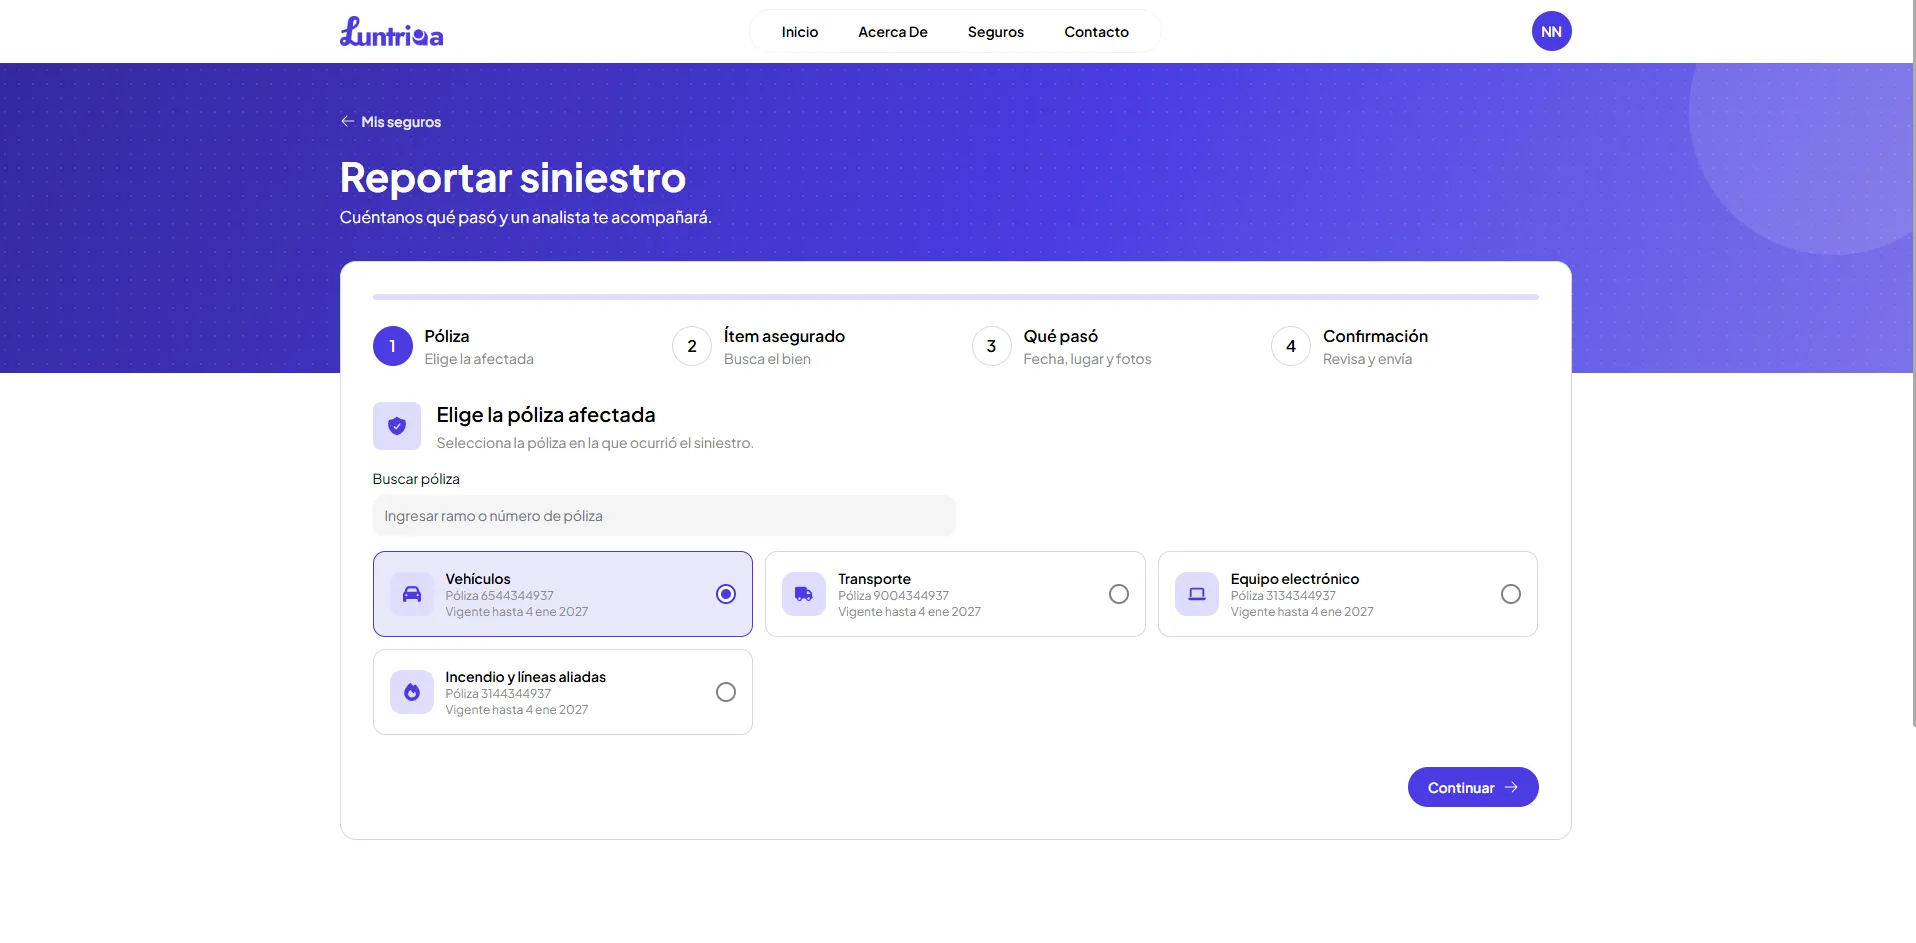 Luntriqa
Inicio
Acerca De
Seguros
Contacto
NN
← Mis seguros
Reportar siniestro
Cuéntanos qué pasó y un analista te acompañará.
1
Póliza
Elige la afectada
2
Ítem asegurado
Busca el bien
3
Qué pasó
Fecha, lugar y fotos
4
Confirmación
Revisa y envía
Elige la póliza afectada
Selecciona la póliza en la que ocurrió el siniestro.
Buscar póliza
Ingresar ramo o número de póliza
Vehículos
Póliza 6544344937
Vigente hasta 4 ene 2027
Transporte
Póliza 9004344937
Vigente hasta 4 ene 2027
Equipo electrónico
Póliza 3134344937
Vigente hasta 4 ene 2027
Incendio y líneas aliadas
Póliza 3144344937
Vigente hasta 4 ene 2027
Continuar →